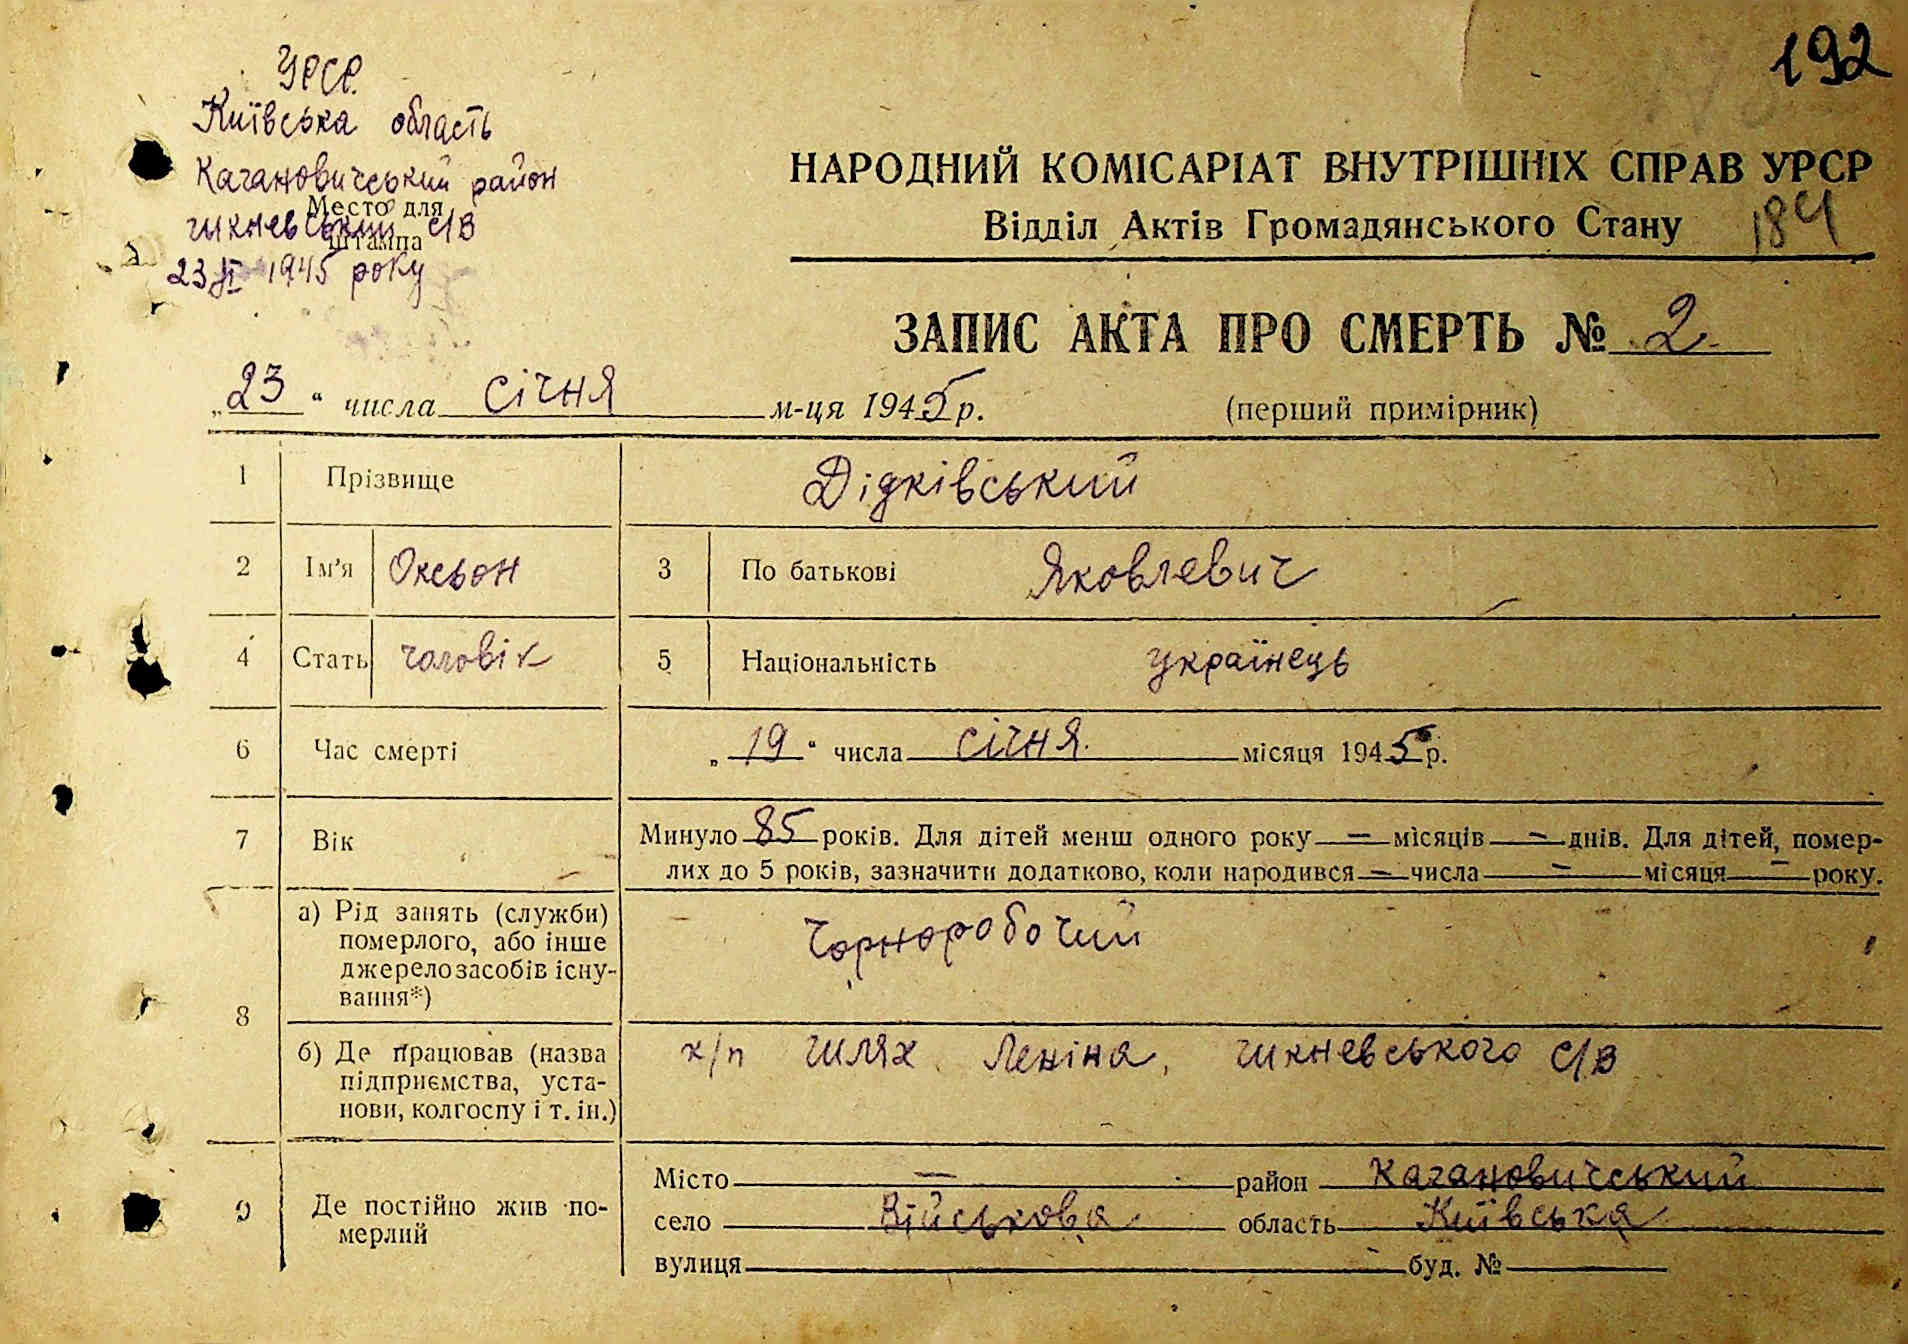 192
УРСР.
Київська область
Кагановичський район
Место для
штампа
с/в
23/I 1945 року
НАРОДНИЙ КОМІСАРІАТ ВНУТРІШНІХ СПРАВ УРСР
Відділ Актів Громадянського Стану
184
ЗАПИС АКТА ПРО СМЕРТЬ № 2.
„23“ числа січня м-ця 1945 р. (перший примірник)
1 Прізвище Дідківський
2 Ім'я Оксьон 3 По батькові Яковлевич
4 Стать чоловік 5 Національність українець
6 Час смерті „19“ числа січня. місяця 1945 р.
7 Вік Минуло 85 років. Для дітей менш одного року — місяців — днів. Для дітей, помер-
лих до 5 років, зазначити додатково, коли народився — числа — місяця — року.
8 а) Рід занять (служби)
померлого, або інше
джерело засобів існу-
вання*)
Чорноробочий
б) Де працював (назва
підприємства, уста-
нови, колгоспу і т. ін.)
к/п шлях Леніна, с/в
9 Де постійно жив по-
мерлий
Місто — район Кагановичський
село Військова область Київська
вулиця буд. №